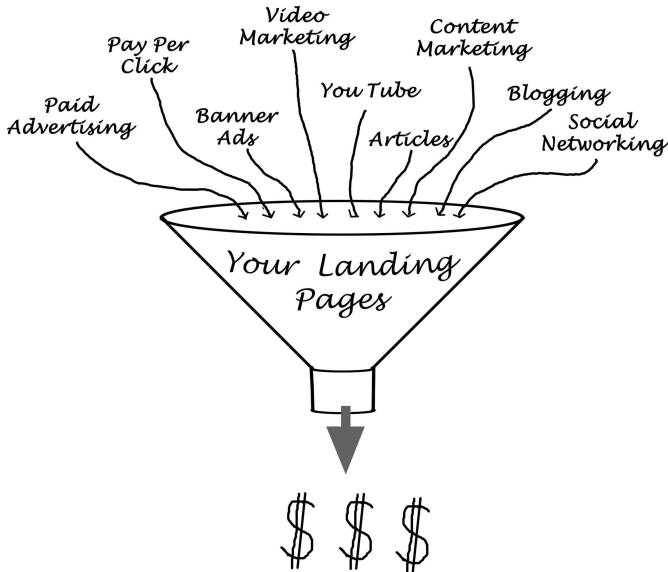 Video
Marketing
Content
Marketing
Pay Per
Click
You Tube
Blogging
Paid
Advertising
Banner
Ads
Articles
Social
Networking
Your Landing
Pages
$ $ $